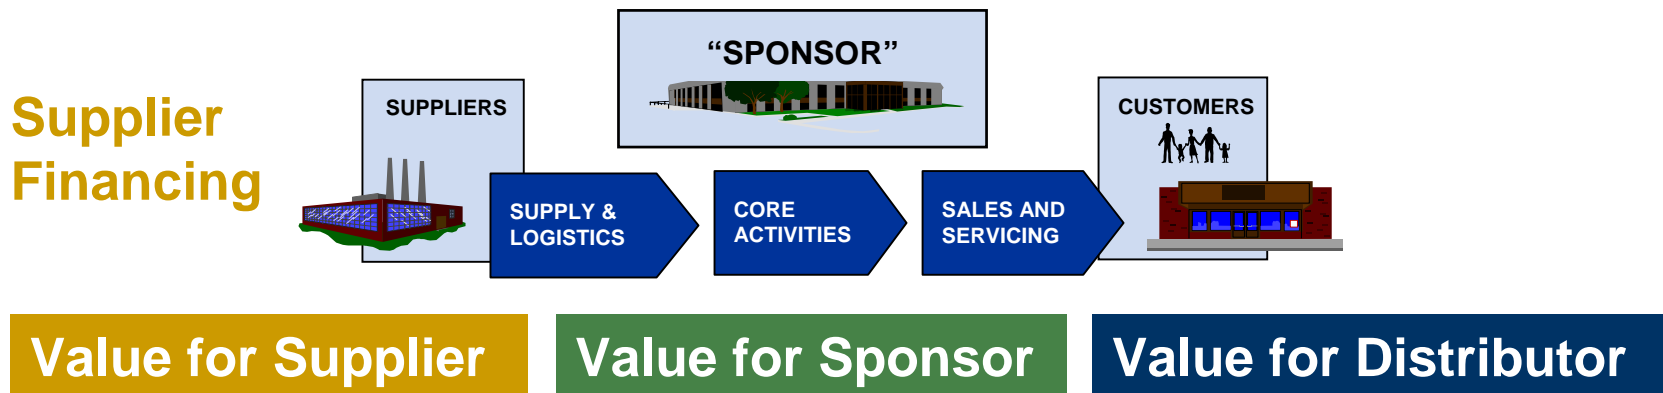 Supplier
Financing
SUPPLIERS
“SPONSOR”
CUSTOMERS
SUPPLY &
LOGISTICS
CORE
ACTIVITIES
SALES AND
SERVICING
Value for Supplier
Value for Sponsor
Value for Distributor